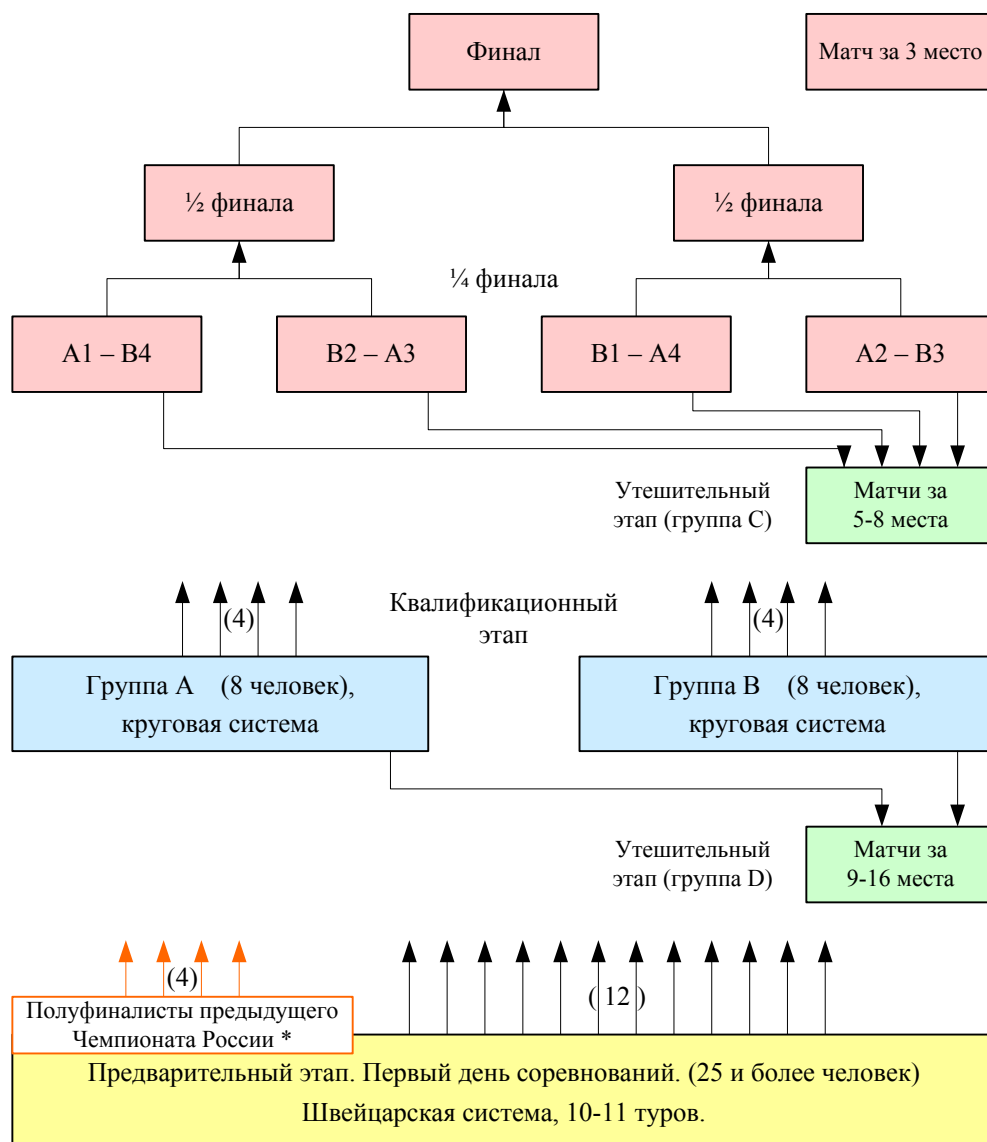 Финал
Матч за 3 место
½ финала
½ финала
¼ финала
A1 – B4
B2 – A3
B1 – A4
A2 – B3
Утешительный
этап (группа C)
Матчи за
5-8 места
(4)
Квалификационный
этап
(4)
Группа A (8 человек),
круговая система
Группа B (8 человек),
круговая система
Утешительный
этап (группа D)
Матчи за
9-16 места
(4)
( 12 )
Полуфиналисты предыдущего
Чемпионата России *
Предварительный этап. Первый день соревнований. (25 и более человек)
Швейцарская система, 10-11 туров.